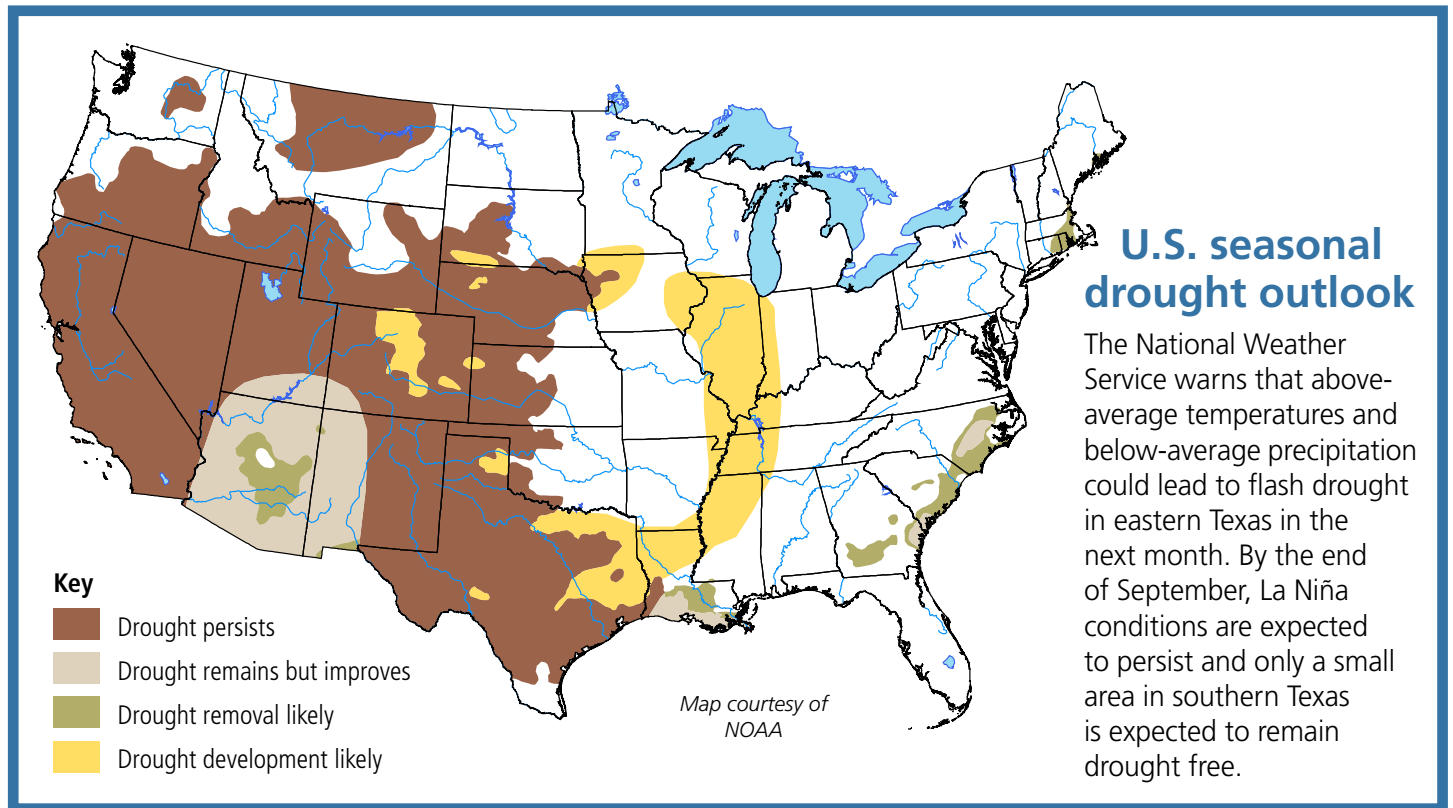 U.S. seasonal
drought outlook
The National Weather
Service warns that above-
average temperatures and
below-average precipitation
could lead to flash drought
in eastern Texas in the
next month. By the end
of September, La Niña
conditions are expected
to persist and only a small
area in southern Texas
is expected to remain
drought free.
Key
Drought persists
Drought remains but improves
Drought removal likely
Drought development likely
Map courtesy of
NOAA